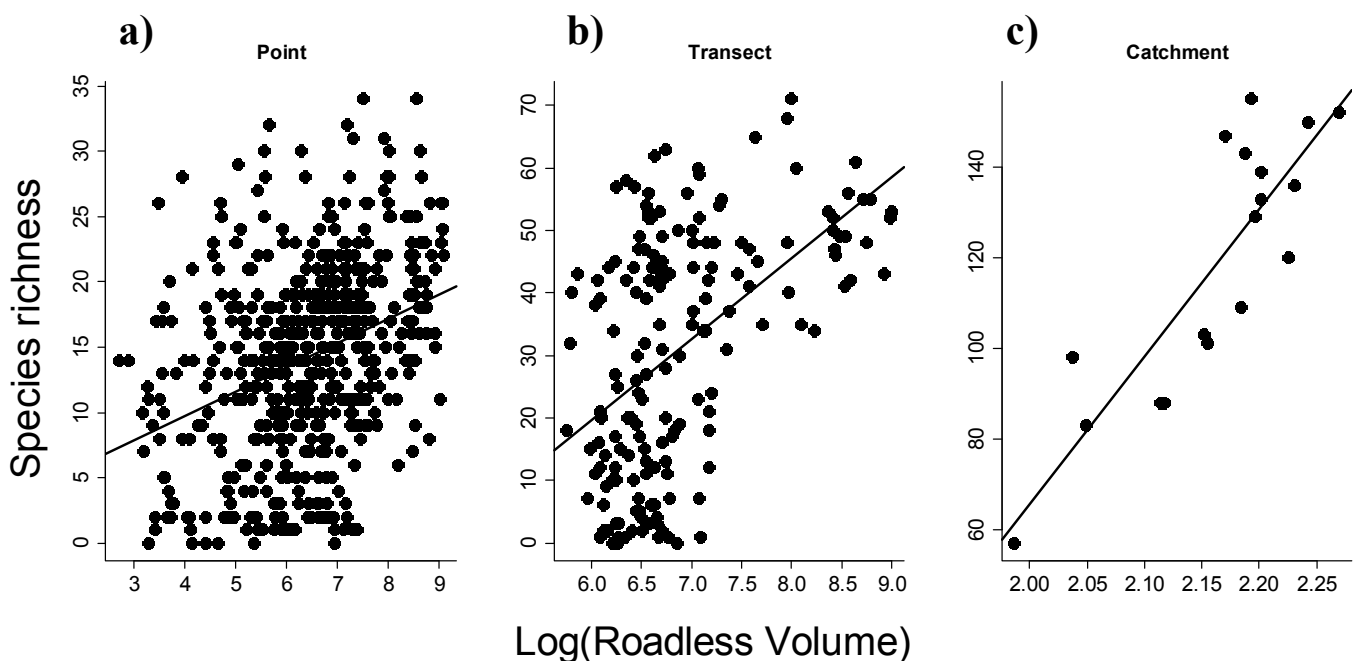 a)
Point
b)
Transect
c)
Catchment
Species richness
35
30
25
20
15
10
5
0
3 4 5 6 7 8 9
70
60
50
40
30
20
10
0
6.0 6.5 7.0 7.5 8.0 8.5 9.0
140
120
100
80
60
2.00 2.05 2.10 2.15 2.20 2.25
Log(Roadless Volume)